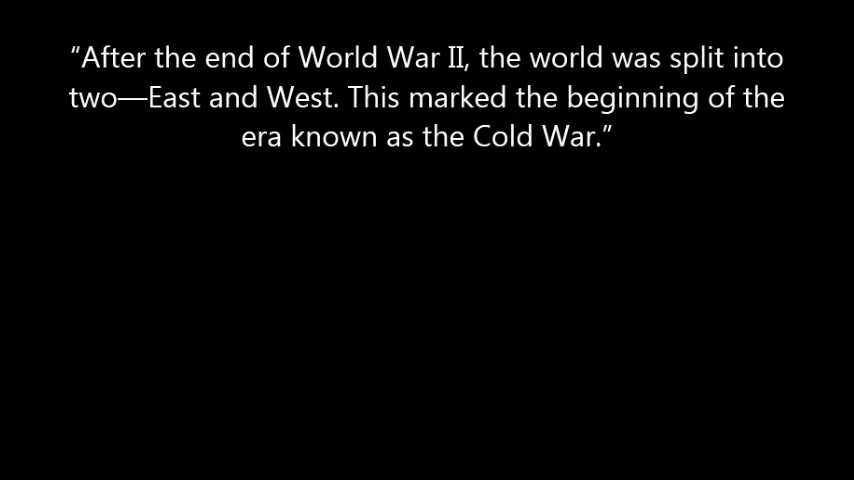 “After the end of World War II, the world was split into
two—East and West. This marked the beginning of the
era known as the Cold War.”